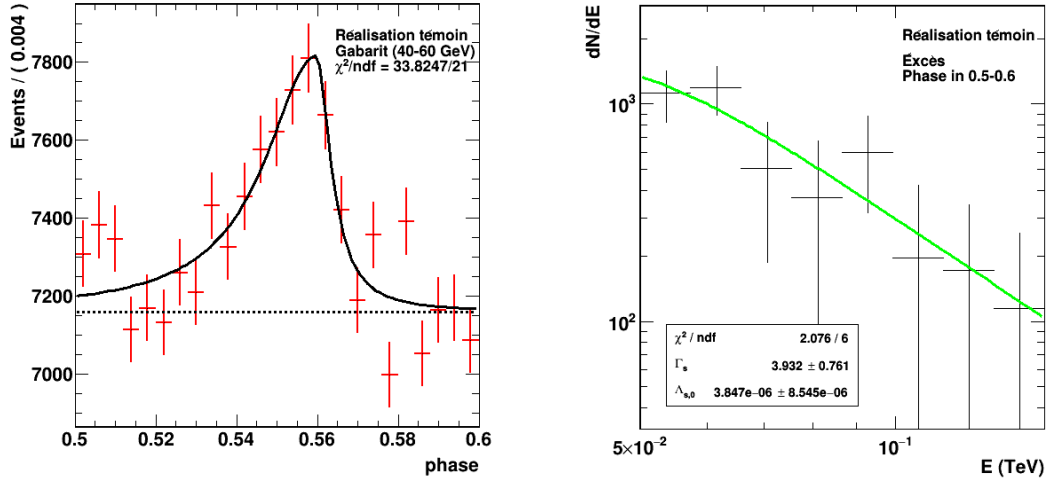 Réalisation témoin
Gabarit (40-60 GeV)
χ²/ndf = 33.8247/21
Events / ( 0.004 )
7800
7600
7400
7200
7000
0.5 0.52 0.54 0.56 0.58 0.6
phase
Réalisation témoin
Excès
Phase in 0.5-0.6
dN/dE
10³
10²
χ² / ndf 2.076 / 6
Γs 3.932 ± 0.761
Λs,0 3.847e−06 ± 8.545e−06
5×10⁻² 10⁻¹
E (TeV)